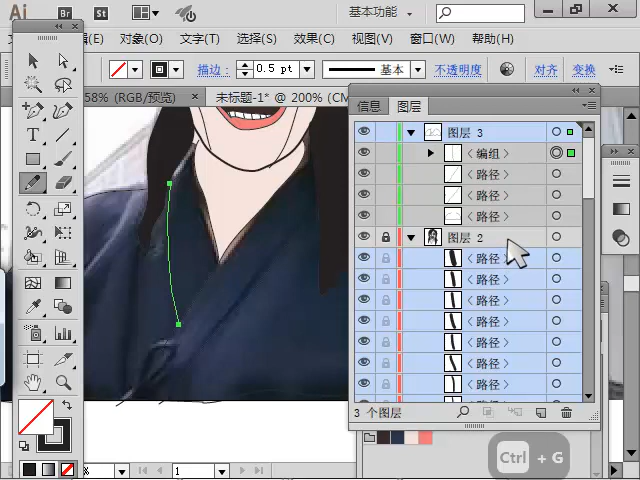 Ai Br St 基本功能
(E) 对象(O) 文字(T) 选择(S) 效果(C) 视图(V) 窗口(W) 帮助(H)
描边: 0.5 pt 基本 不透明度 对齐 变换
58% (RGB/预览) × 未标题-1* @ 200% (CM
信息 图层
图层 3
<编组>
<路径>
<路径>
<路径>
图层 2
<路径>
<路径>
<路径>
<路径>
<路径>
<路径>
<路径>
3 个图层
% 1
Ctrl + G